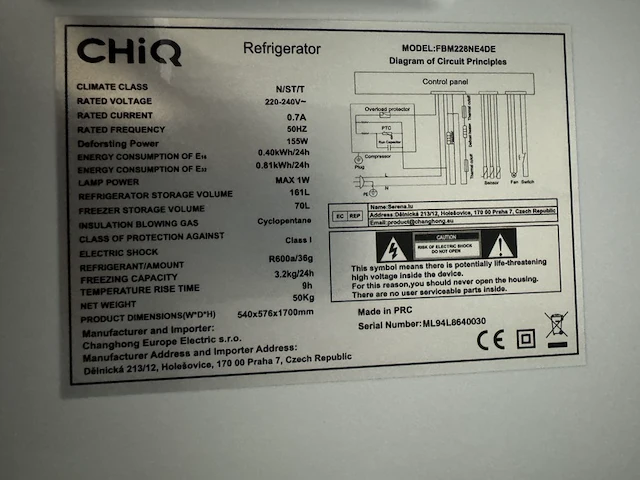 CHiQ Refrigerator
CLIMATE CLASS N/ST/T
RATED VOLTAGE 220-240V~
RATED CURRENT 0.7A
RATED FREQUENCY 50HZ
Deforsting Power 155W
ENERGY CONSUMPTION OF E16 0.40kWh/24h
ENERGY CONSUMPTION OF E32 0.81kWh/24h
LAMP POWER MAX 1W
REFRIGERATOR STORAGE VOLUME 161L
FREEZER STORAGE VOLUME 70L
INSULATION BLOWING GAS Cyclopentane
CLASS OF PROTECTION AGAINST
ELECTRIC SHOCK Class I
REFRIGERANT/AMOUNT R600a/36g
FREEZING CAPACITY 3.2kg/24h
TEMPERATURE RISE TIME 9h
NET WEIGHT 50Kg
PRODUCT DIMENSIONS(W*D*H) 540x576x1700mm
Manufacturer and Importer:
Changhong Europe Electric s.r.o.
Manufacturer Address and Importer Address:
Dělnická 213/12, Holešovice, 170 00 Praha 7, Czech Republic
MODEL:FBM228NE4DE
Diagram of Circuit Principles
Control panel
Overload protector
PTC
Run Capacitor
Compressor
Plug
PE
L
N
Thermal cutoff
Defrost heater
Thermal cutoff
Sensor
Fan
Switch
EC REP
Name:Serena.lu
Address:Dělnická 213/12, Holešovice, 170 00 Praha 7, Czech Republic
Email:product@changhong.eu
CAUTION
RISK OF ELECTRIC SHOCK
DO NOT OPEN
This symbol means there is potentially life-threatening
high voltage inside the device.
For this reason,you should never open the housing.
There are no user serviceable parts inside.
Made in PRC
Serial Number:ML94L8640030
CE